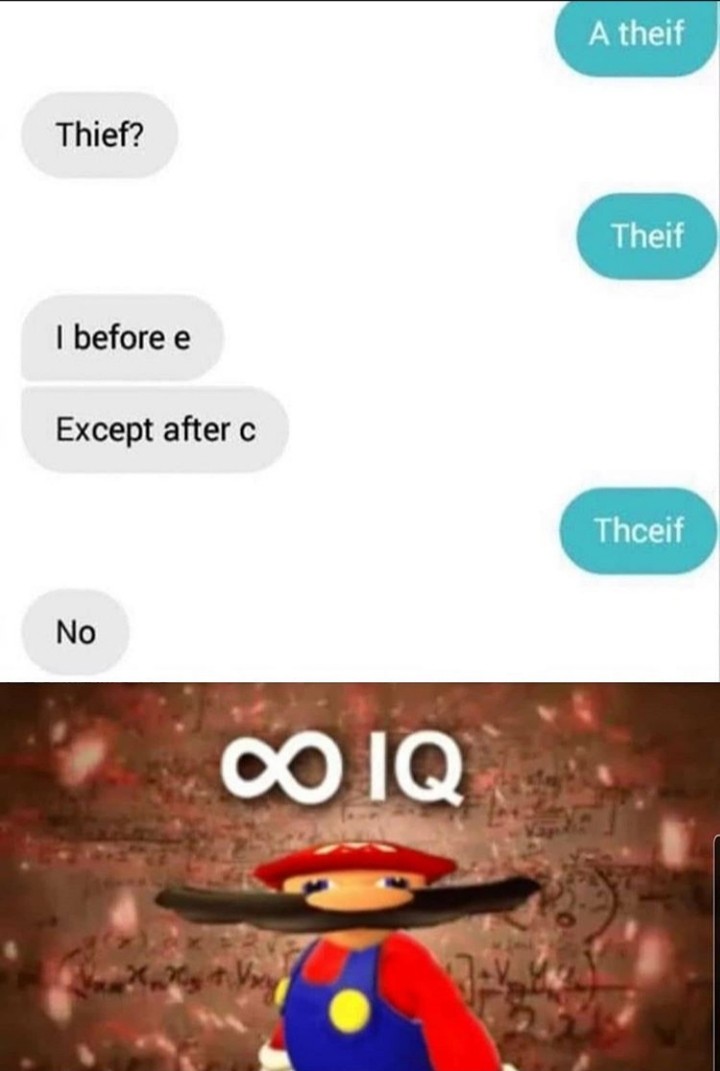 A theif
Thief?
Theif
I before e
Except after c
Thceif
No
∞ IQ